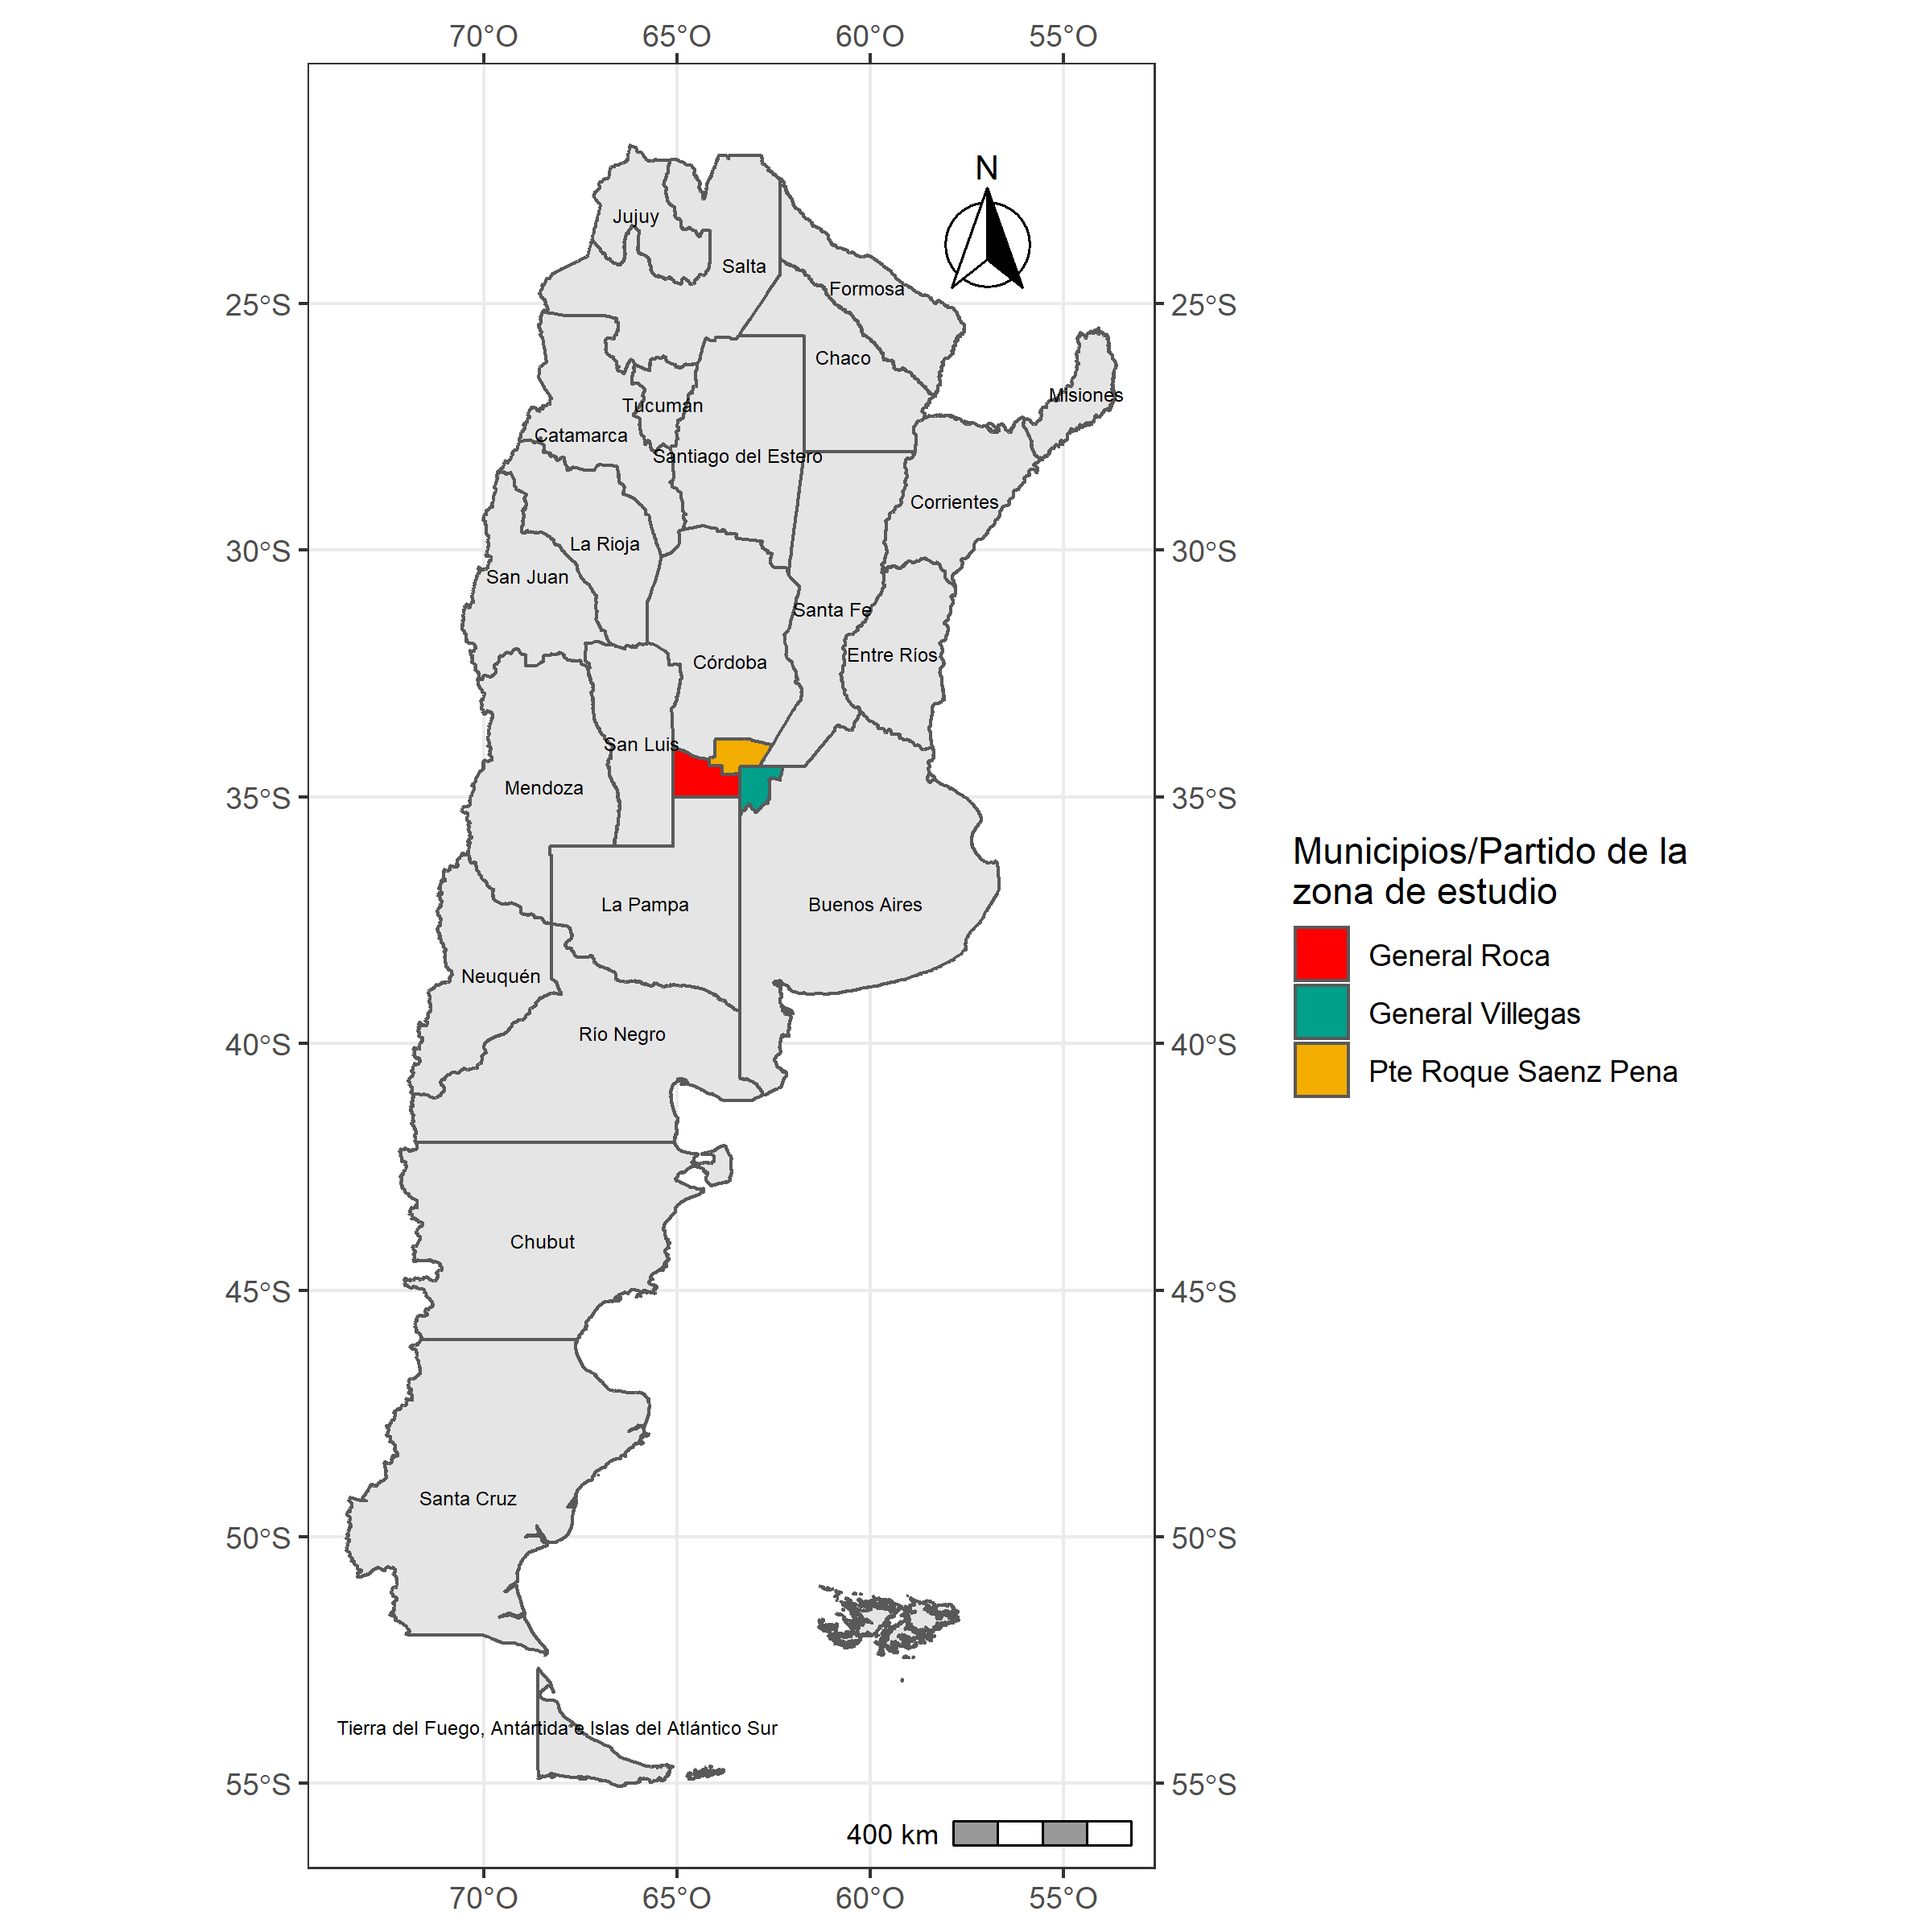 70°O 65°O 60°O 55°O
N
Jujuy
Salta
Formosa
25°S 25°S
Chaco
Misiones
Tucumán
Catamarca
Santiago del Estero
Corrientes
La Rioja
30°S 30°S
San Juan
Santa Fe
Entre Ríos
Córdoba
San Luis
Mendoza
35°S 35°S
Municipios/Partido de la
zona de estudio
La Pampa
Buenos Aires
General Roca
Neuquén
General Villegas
Río Negro
40°S 40°S
Pte Roque Saenz Pena
Chubut
45°S 45°S
Santa Cruz
50°S 50°S
Tierra del Fuego, Antártida e Islas del Atlántico Sur
55°S 55°S
400 km
70°O 65°O 60°O 55°O